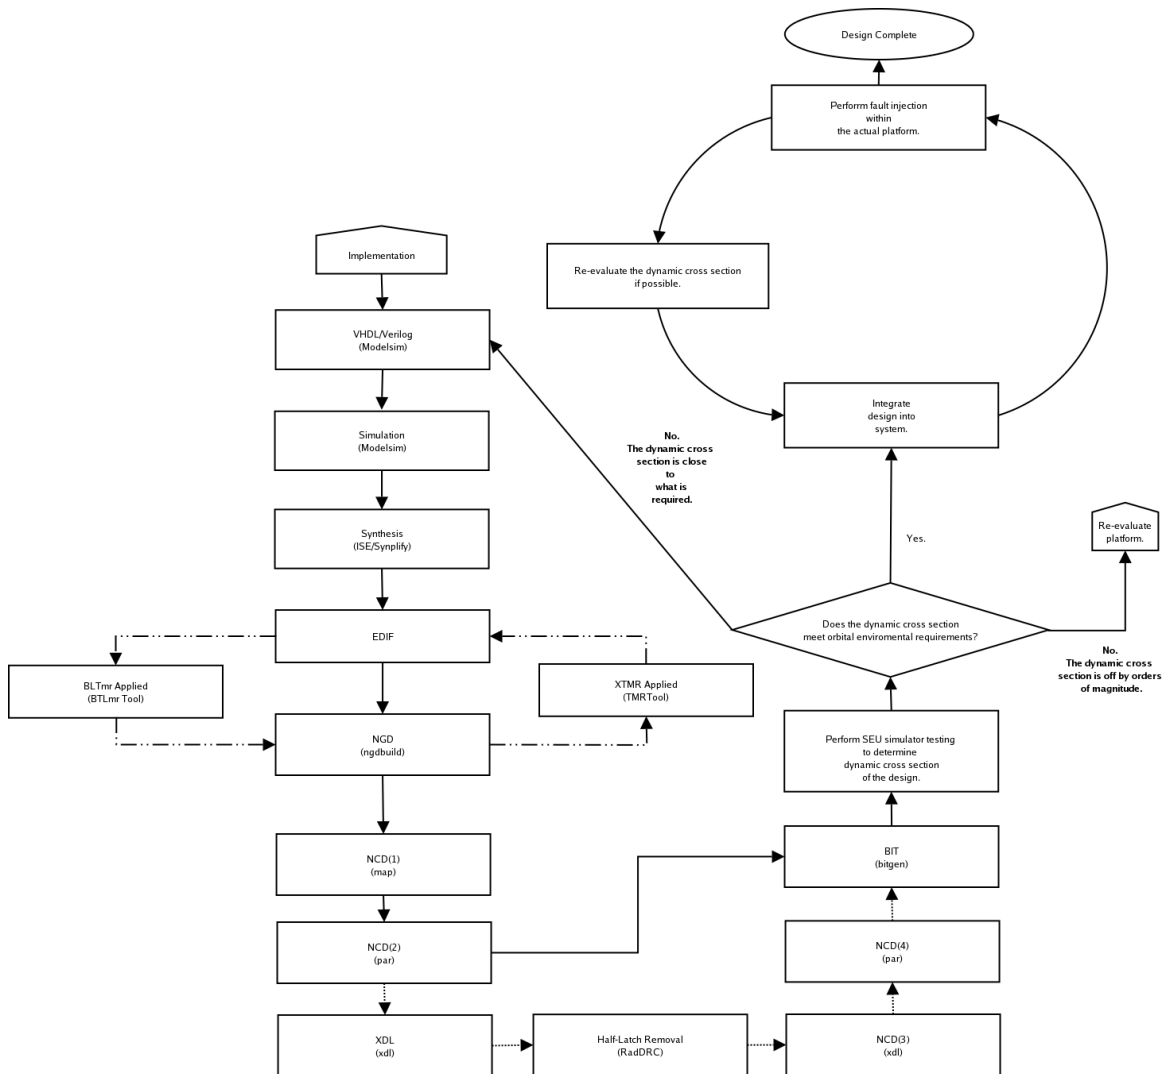 Design Complete
Perforrm fault injection
within
the actual platform.
Implementation
Re-evaluate the dynamic cross section
if possible.
VHDL/Verilog
(Modelsim)
Integrate
design into
system.
Simulation
(Modelsim)
No.
The dynamic cross
section is close
to
what is
required.
Synthesis
(ISE/Synplify)
Yes.
Re-evaluate
platform.
EDIF
Does the dynamic cross section
meet orbital enviromental requirements?
No.
The dynamic cross
section is off by orders
of magnitude.
BLTmr Applied
(BTLmr Tool)
XTMR Applied
(TMRTool)
NGD
(ngdbuild)
Perform SEU simulator testing
to determine
dynamic cross section
of the design.
NCD(1)
(map)
BIT
(bitgen)
NCD(2)
(par)
NCD(4)
(par)
XDL
(xdl)
Half-Latch Removal
(RadDRC)
NCD(3)
(xdl)